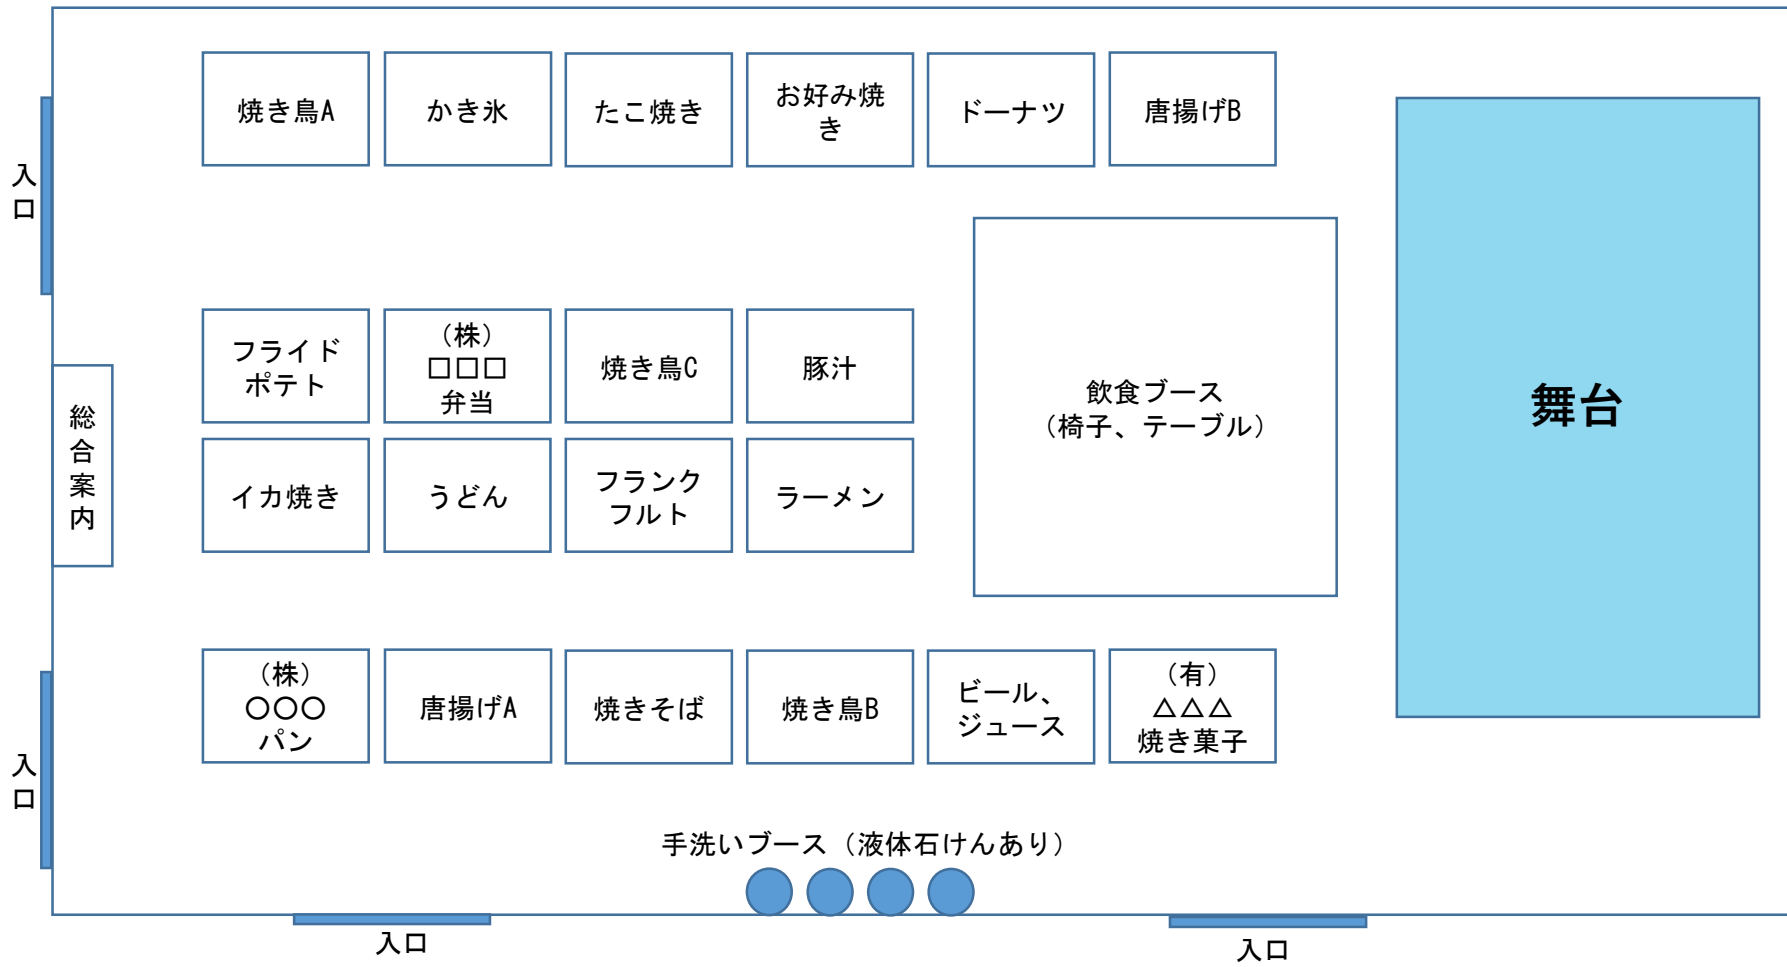 焼き鳥A
かき氷
たこ焼き
お好み焼
き
ドーナツ
唐揚げB
入
口
フライド
ポテト
（株）
□□□
弁当
焼き鳥C
豚汁
飲食ブース
（椅子、テーブル）
舞台
総
合
案
内
イカ焼き
うどん
フランク
フルト
ラーメン
（株）
○○○
パン
唐揚げA
焼きそば
焼き鳥B
ビール、
ジュース
（有）
△△△
焼き菓子
入
口
手洗いブース（液体石けんあり）
入口
入口